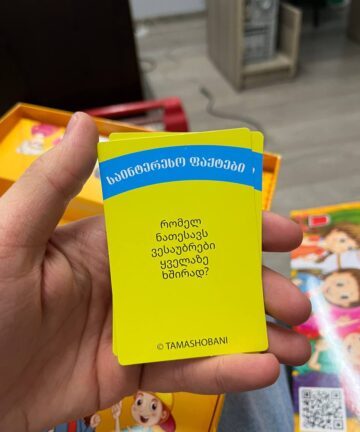 საინტერესო ფაქტები
რომელ
ნათესავს
ვესაუბრები
ყველაზე
ხშირად?
© TAMASHOBANI